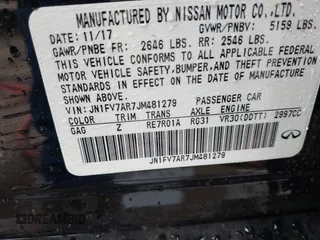 MANUFACTURED BY NISSAN MOTOR CO.,LTD.
DATE: 11/17 GVWR/PNBV: 5159 LBS.
GAWR/PNBE FR: 2646 LBS. RR: 2546 LBS.
THIS VEHICLE CONFORMS TO ALL APPLICABLE
FEDERAL MOTOR VEHICLE SAFETY, BUMPER, AND THEFT PREVENTION
STANDARDS IN EFFECT ON THE DATE OF MANUFACTURE
SHOWN ABOVE.
V.I.N.: JN1FV7AR7JM481279 PASSENGER CAR
COLOR TRIM TRANS AXLE ENGINE
GAG Z RE7R01A RG31 VR30(DDTT) 2997CC
JN1FV7AR7JM481279
DREAMBID